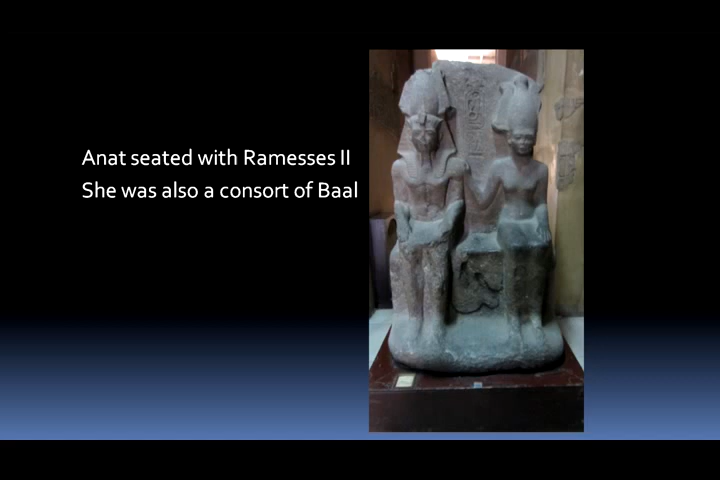 Anat seated with Ramesses II
She was also a consort of Baal